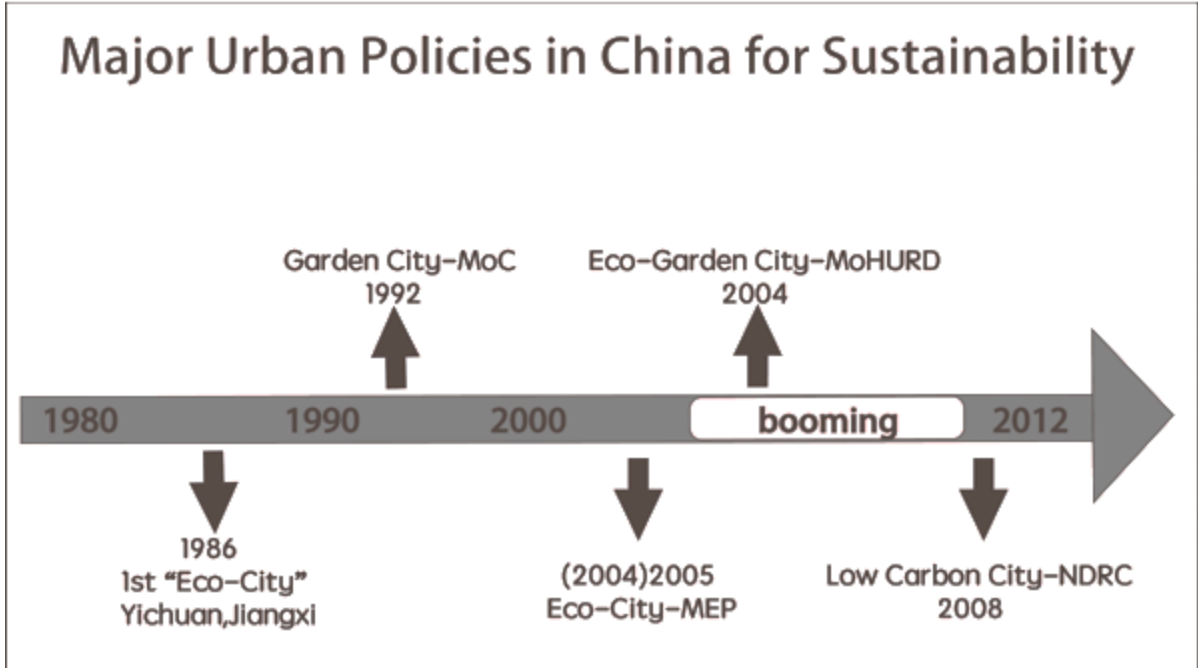 Major Urban Policies in China for Sustainability
Garden City-MoC
1992
Eco-Garden City-MoHURD
2004
1980
1990
2000
booming
2012
1986
1st “Eco-City”
Yichuan,Jiangxi
(2004)2005
Eco-City-MEP
Low Carbon City-NDRC
2008